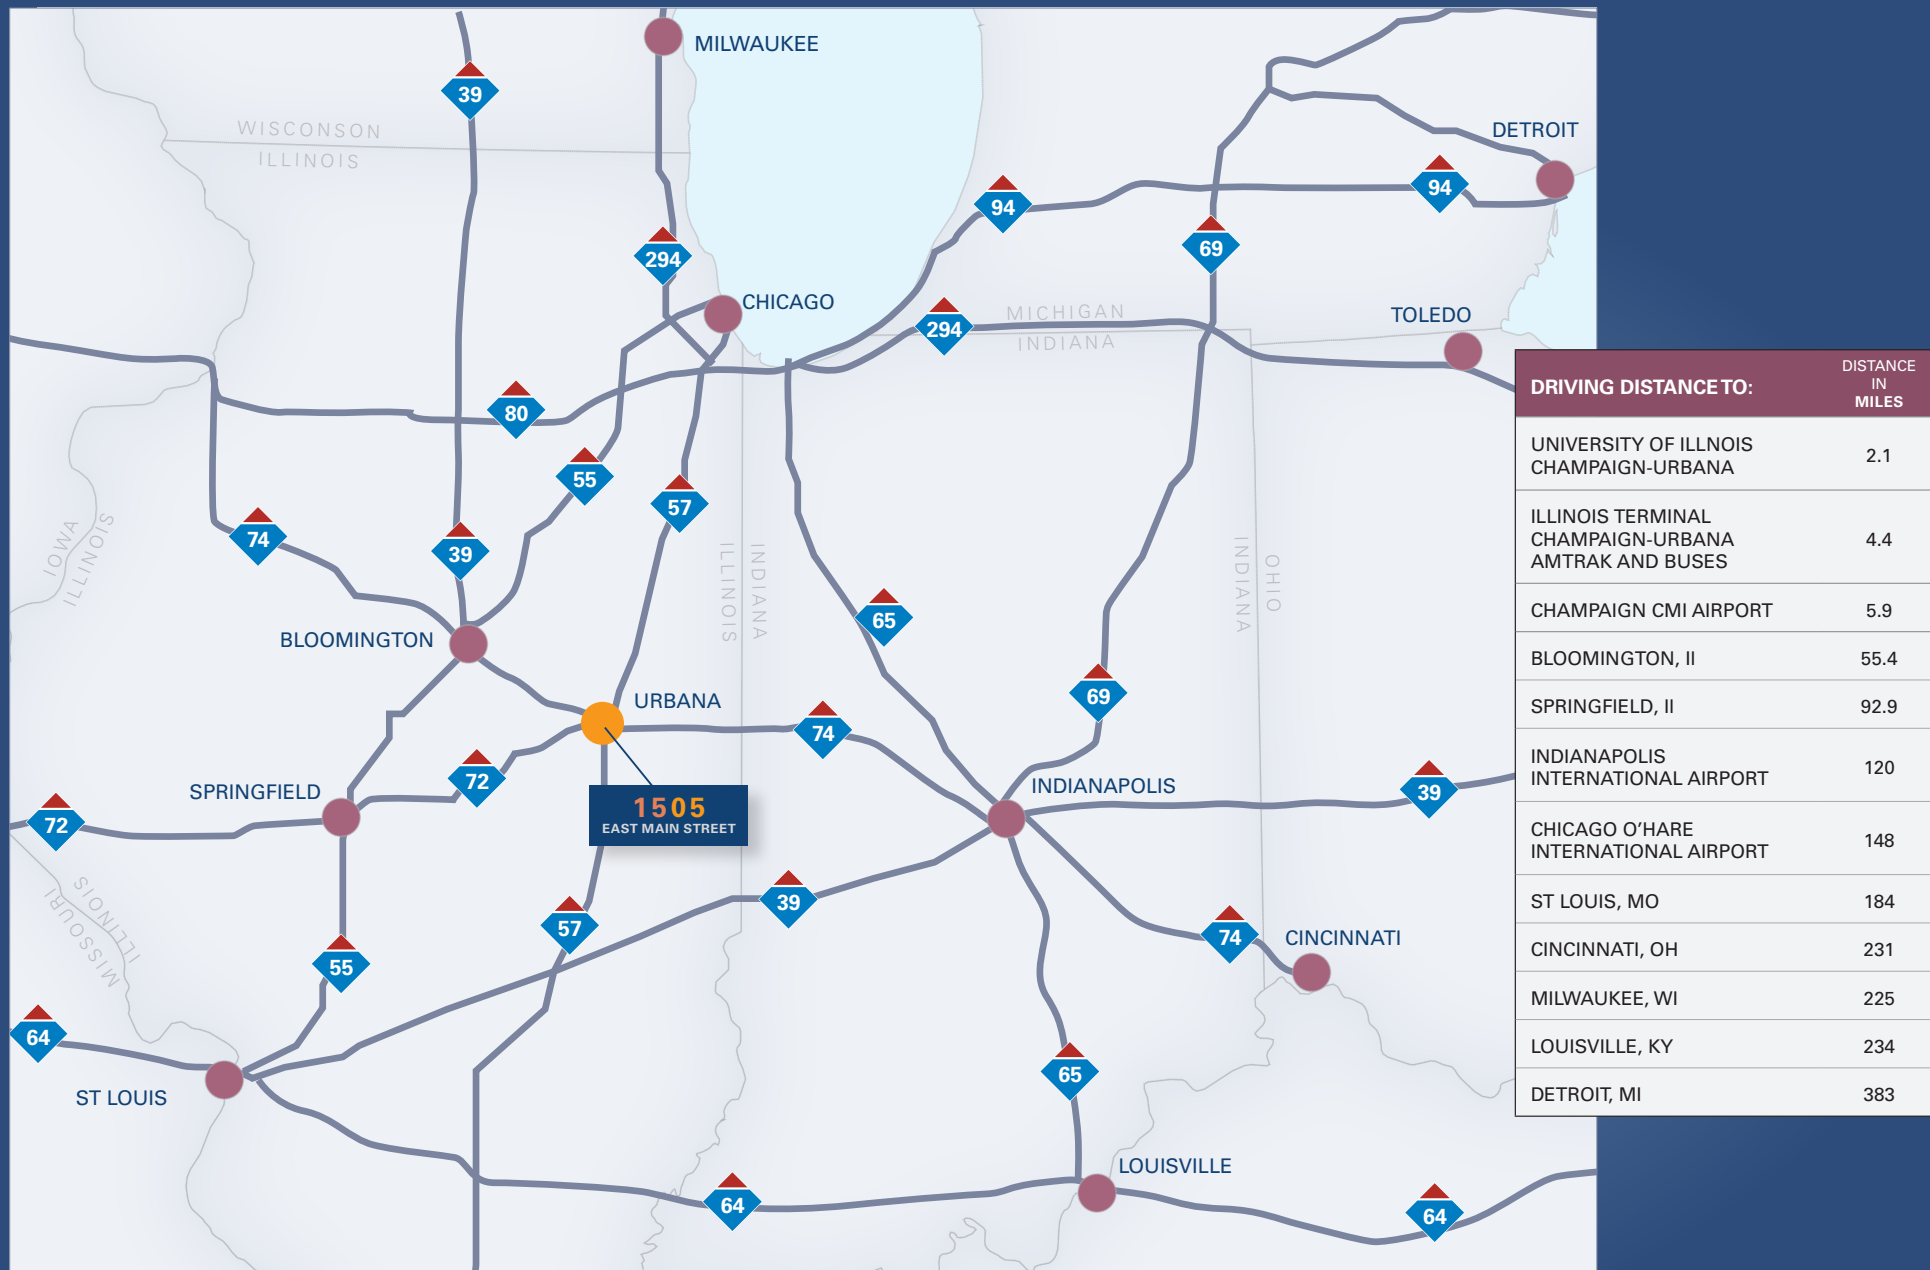 MILWAUKEE
39
WISCONSON
ILLINOIS
DETROIT
94
94
69
294
CHICAGO
MICHIGAN
INDIANA
294
TOLEDO
80
55
57
74
39
IOWA
ILLINOIS
ILLINOIS
INDIANA
INDIANA
OHIO
65
BLOOMINGTON
URBANA
69
74
72
SPRINGFIELD
72
INDIANAPOLIS
39
1505
EAST MAIN STREET
39
57
ILLINOIS
MISSOURI
55
74
CINCINNATI
64
ST LOUIS
65
LOUISVILLE
64
64
DRIVING DISTANCE TO:
DISTANCE
IN
MILES
UNIVERSITY OF ILLNOIS
CHAMPAIGN-URBANA
2.1
ILLINOIS TERMINAL
CHAMPAIGN-URBANA
AMTRAK AND BUSES
4.4
CHAMPAIGN CMI AIRPORT 5.9
BLOOMINGTON, II 55.4
SPRINGFIELD, II 92.9
INDIANAPOLIS
INTERNATIONAL AIRPORT
120
CHICAGO O'HARE
INTERNATIONAL AIRPORT
148
ST LOUIS, MO 184
CINCINNATI, OH 231
MILWAUKEE, WI 225
LOUISVILLE, KY 234
DETROIT, MI 383